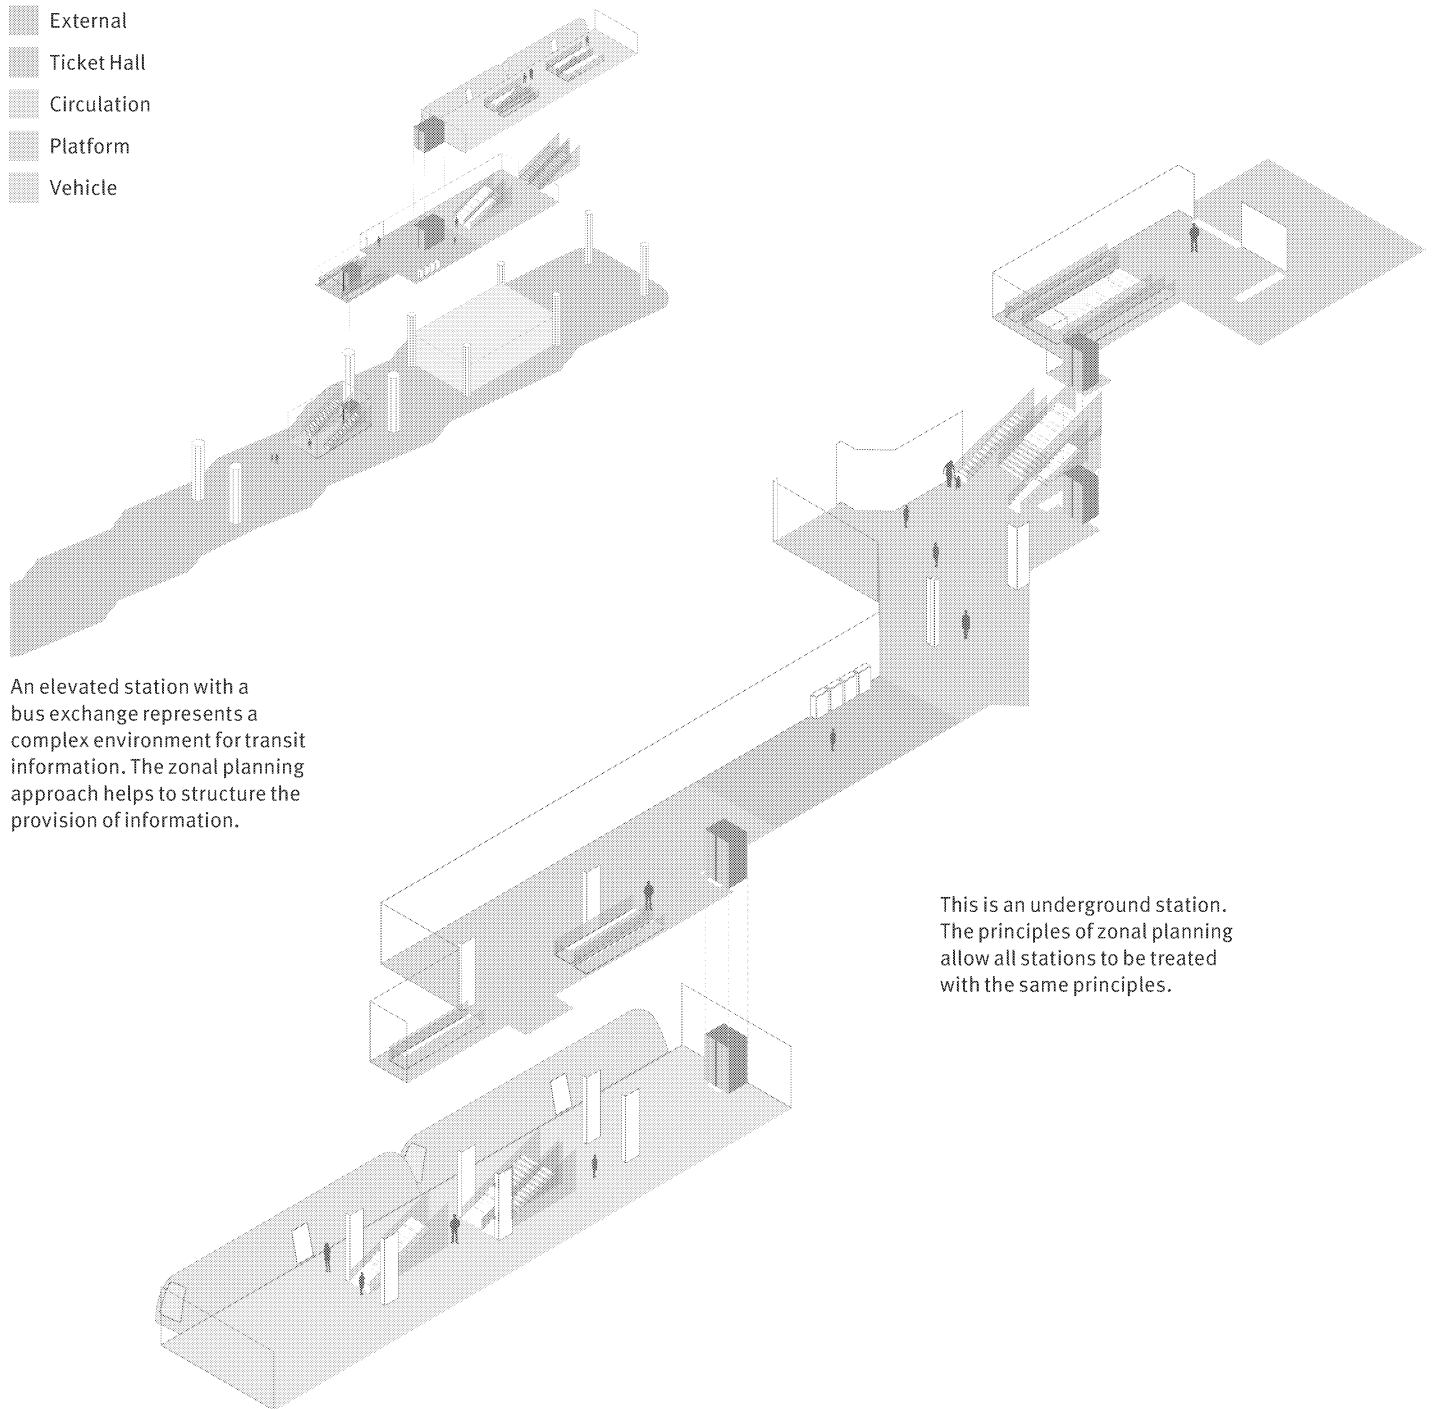 External
Ticket Hall
Circulation
Platform
Vehicle
An elevated station with a
bus exchange represents a
complex environment for transit
information. The zonal planning
approach helps to structure the
provision of information.
This is an underground station.
The principles of zonal planning
allow all stations to be treated
with the same principles.